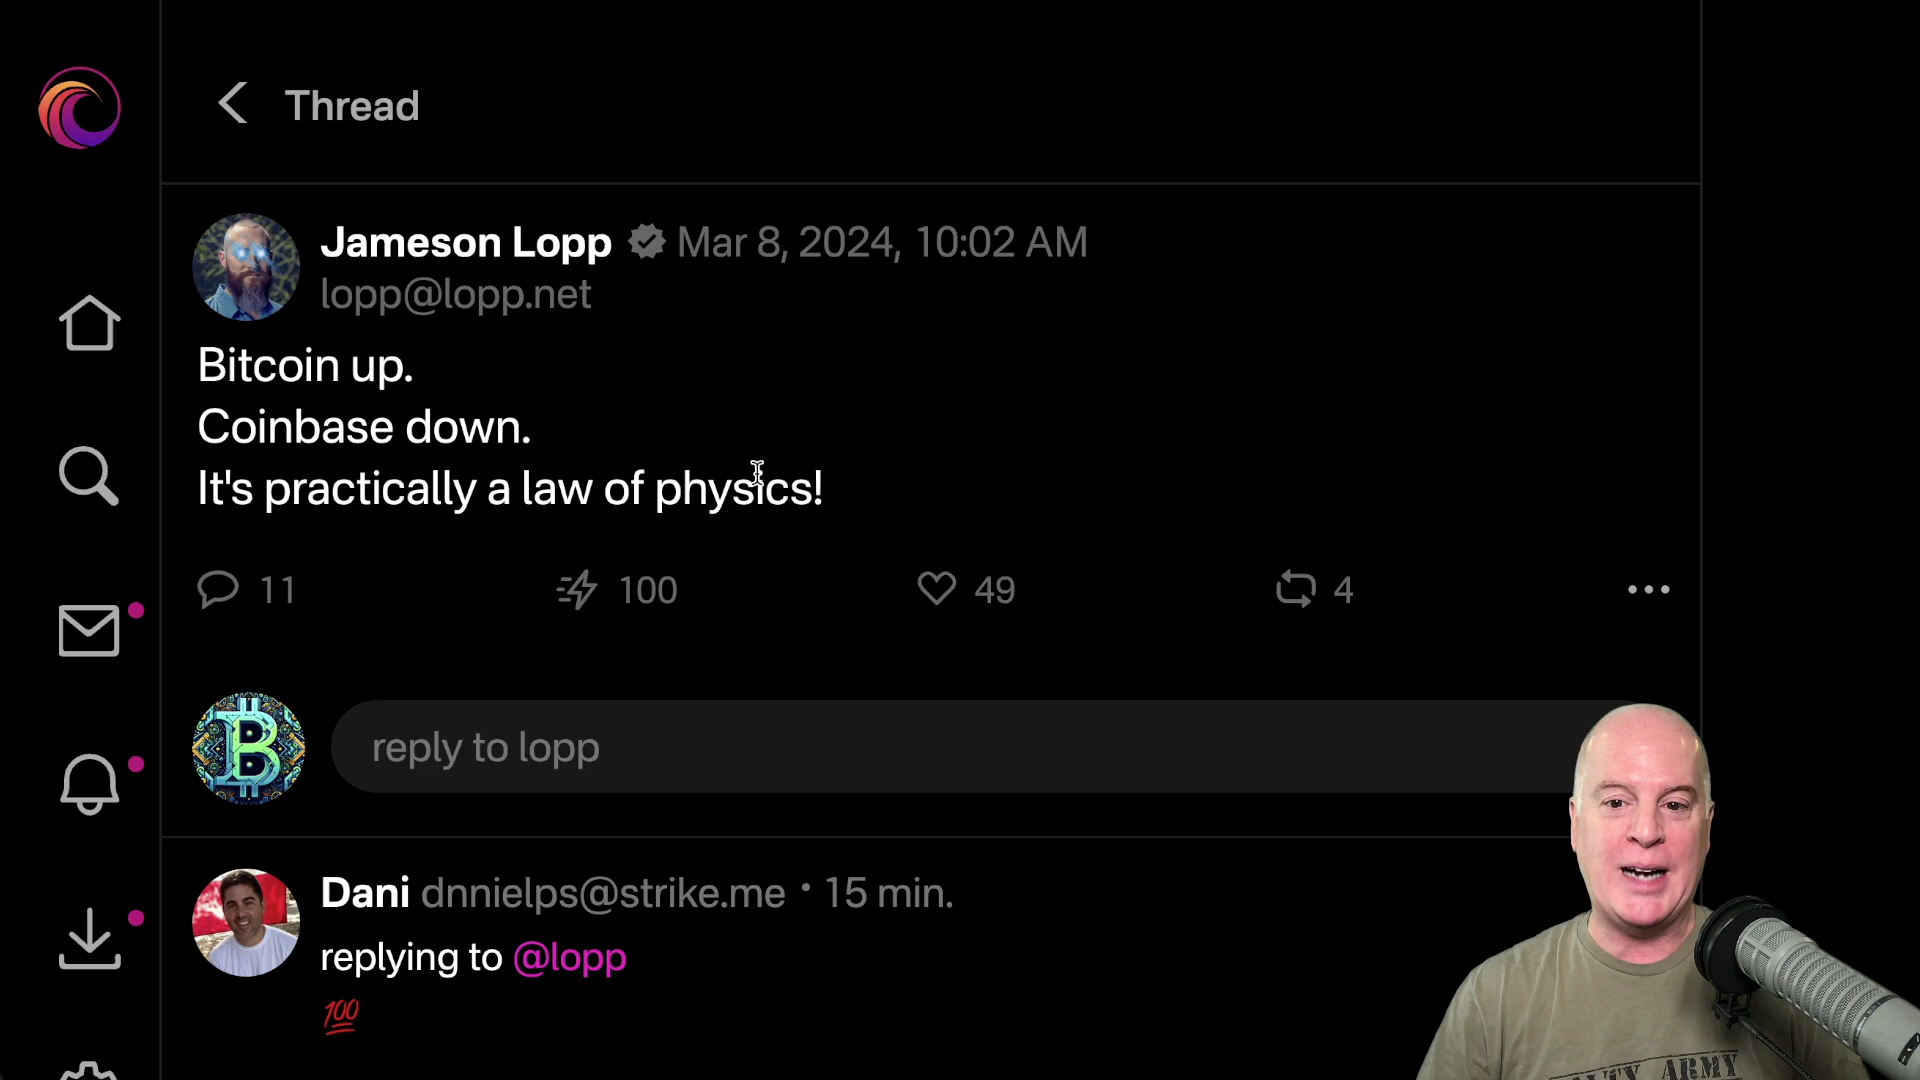 Thread
Jameson Lopp Mar 8, 2024, 10:02 AM
lopp@lopp.net
Bitcoin up.
Coinbase down.
It's practically a law of physics!
11 100 49 4
reply to lopp
Dani dnnielps@strike.me • 15 min.
replying to @lopp
💯
ARMY